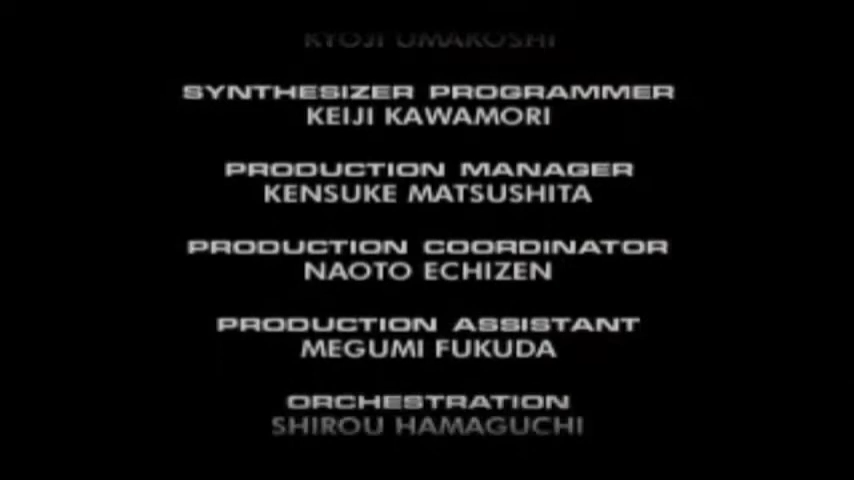 KYOJI UMAKOSHI
SYNTHESIZER PROGRAMMER
KEIJI KAWAMORI
PRODUCTION MANAGER
KENSUKE MATSUSHITA
PRODUCTION COORDINATOR
NAOTO ECHIZEN
PRODUCTION ASSISTANT
MEGUMI FUKUDA
ORCHESTRATION
SHIROU HAMAGUCHI